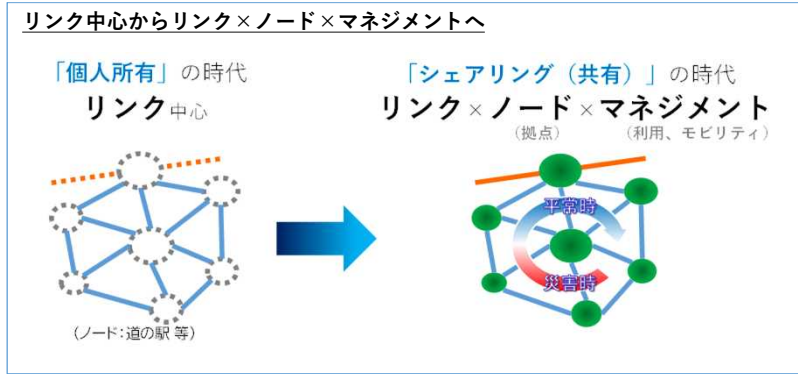 リンク中心からリンク×ノード×マネジメントへ
「個人所有」の時代
リンク中心
(ノード:道の駅 等)
「シェアリング（共有）」の時代
リンク×ノード×マネジメント
(拠点)
(利用、モビリティ)
平常時
災害時